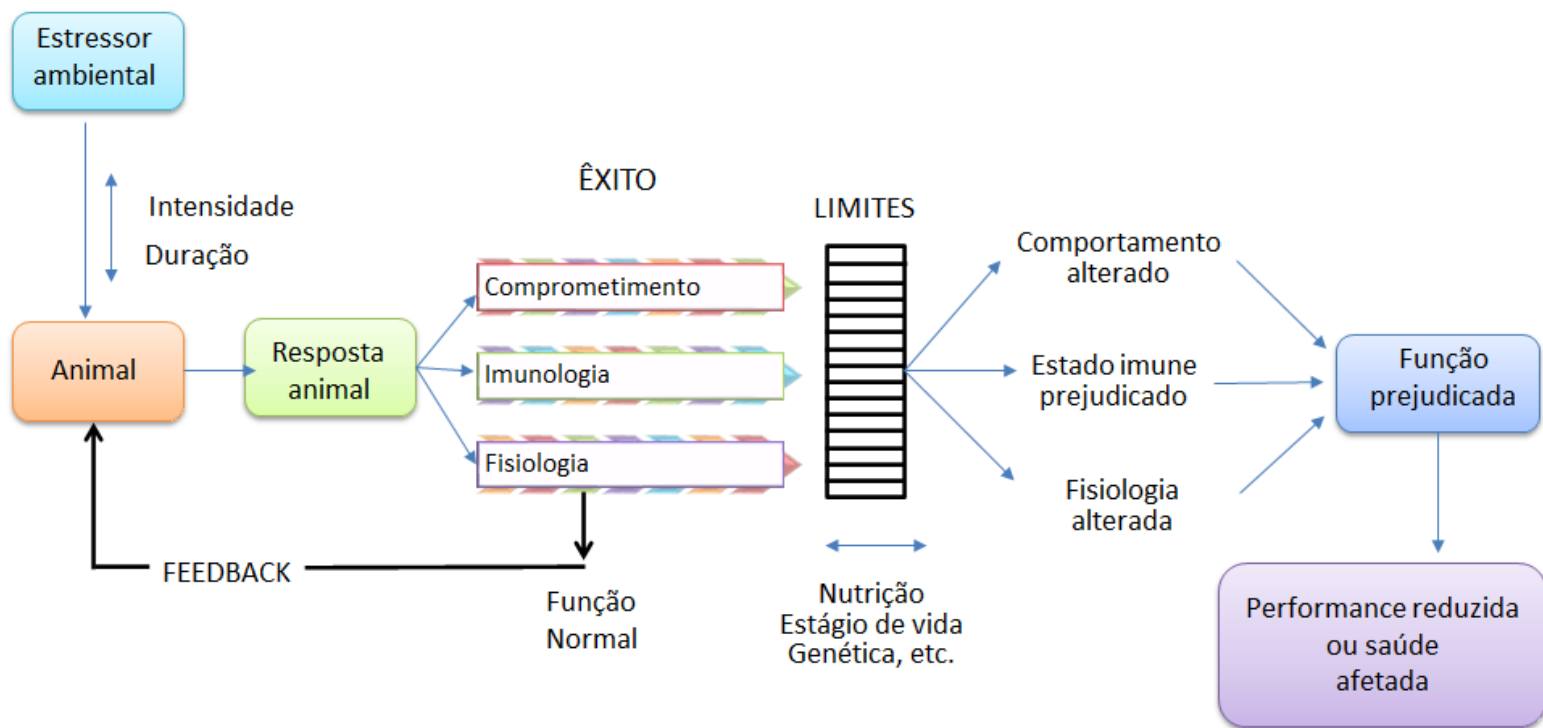 Estressor
ambiental
Intensidade
Duração
Animal
Resposta
animal
ÊXITO
Comprometimento
Imunologia
Fisiologia
FEEDBACK
Função
Normal
LIMITES
Nutrição
Estágio de vida
Genética, etc.
Comportamento
alterado
Estado imune
prejudicado
Fisiologia
alterada
Função
prejudicada
Performance reduzida
ou saúde
afetada